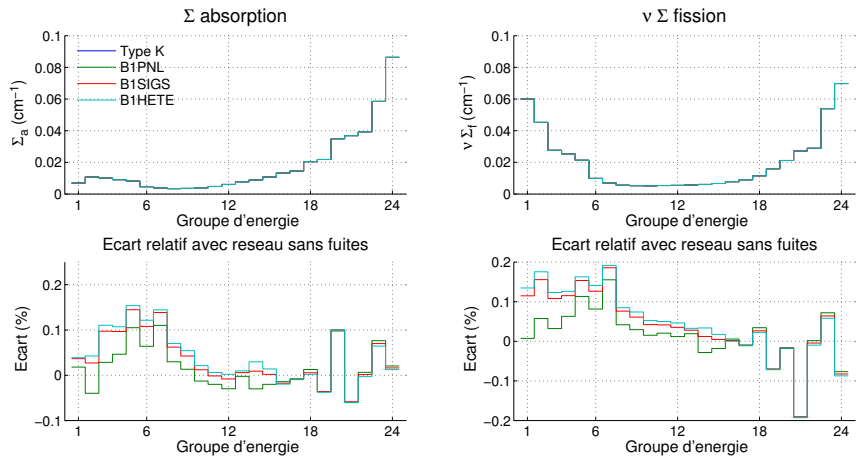 Σ absorption
0.1
0.08
0.06
0.04
0.02
0
Σa (cm−1)
Type K
B1PNL
B1SIGS
B1HETE
1 6 12 18 24
Groupe d'energie
ν Σ fission
0.1
0.08
0.06
0.04
0.02
0
ν Σf (cm−1)
1 6 12 18 24
Groupe d'energie
Ecart relatif avec reseau sans fuites
0.2
0.1
0
−0.1
Ecart (%)
1 6 12 18 24
Groupe d'energie
Ecart relatif avec reseau sans fuites
0.2
0.1
0
−0.1
−0.2
Ecart (%)
1 6 12 18 24
Groupe d'energie